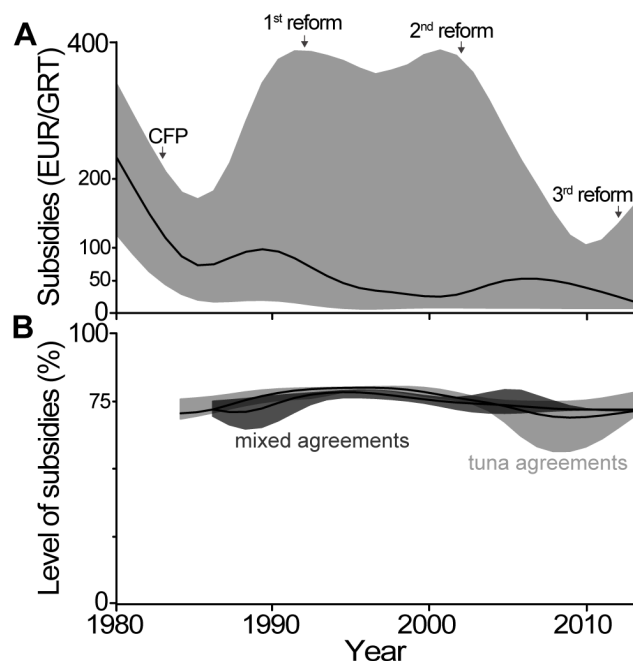 A
400
1st reform
2nd reform
CFP
200
3rd reform
100
50
0
Subsidies (EUR/GRT)
B
100
75
mixed agreements
tuna agreements
0
Level of subsidies (%)
1980
1990
2000
2010
Year